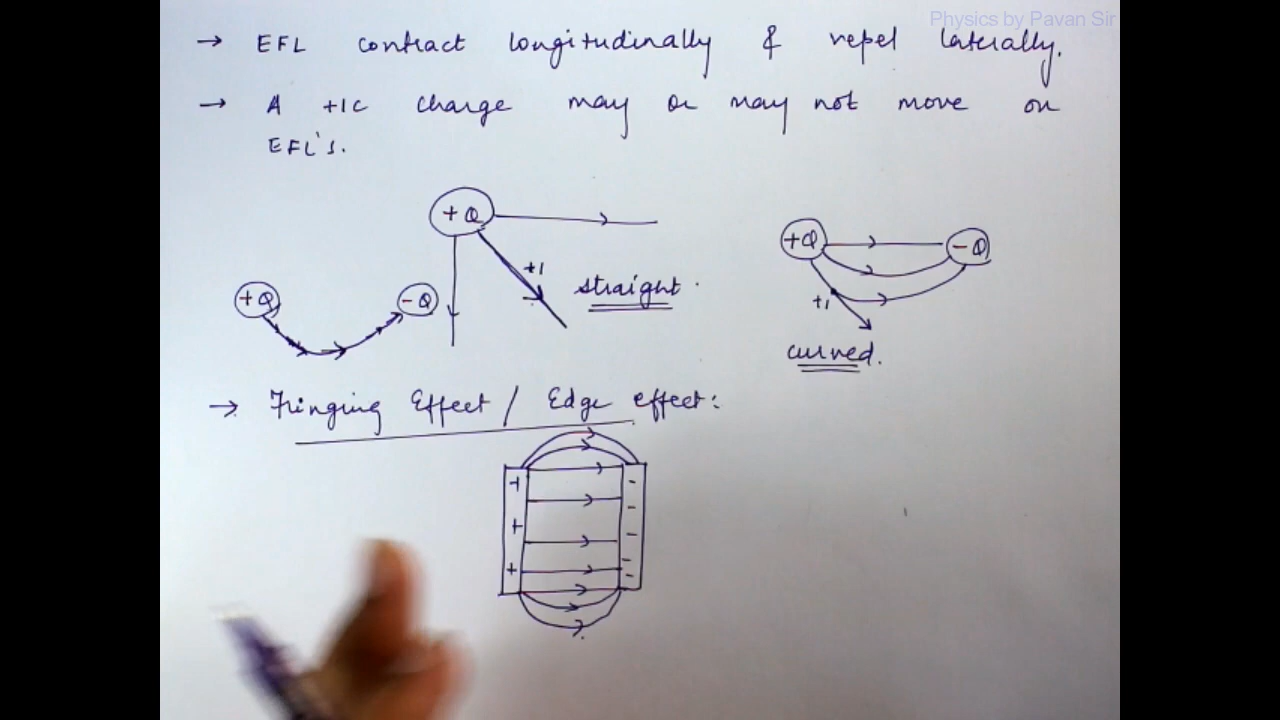 Physics by Pavan Sir
→ EFL contract longitudinally & repel laterally.
→ A +1c charge may or may not move on
EFL's.
+Q
+1
straight
+Q -Q
+Q -Q
+1
curved.
→ Fringing Effect / Edge effect:
+ -
-
+ -
-
+ -